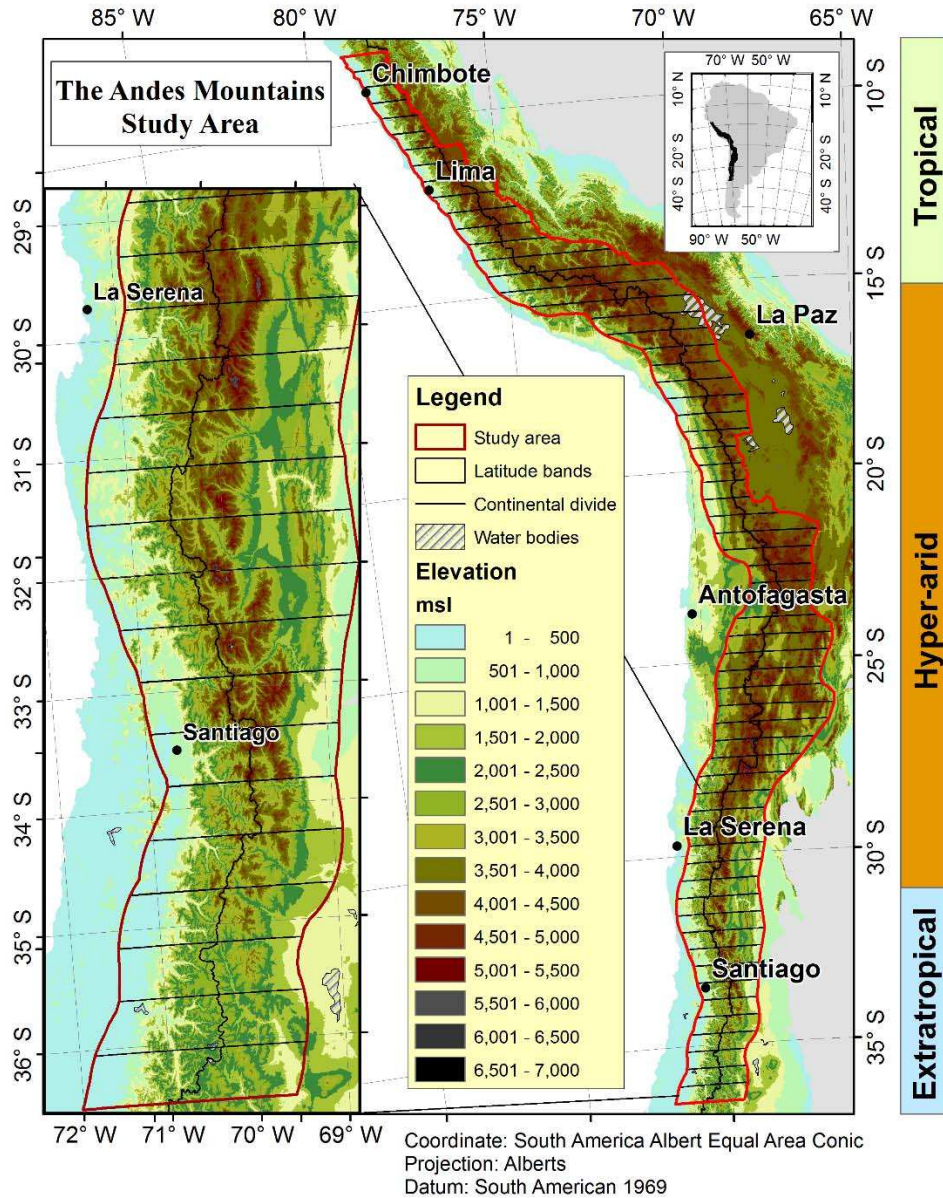 85° W
75° W
70° W
65° W
The Andes Mountains
Study Area
Chimbote
Lima
La Paz
Antofagasta
La Serena
Santiago
70° W 50° W
10° N
0°
20° S
40° S
10° N
0°
20° S
40° S
90° W 50° W
10° S
15° S
20° S
25° S
30° S
35° S
Tropical
Hyper-arid
Extratropical
29° S
30° S
31° S
32° S
33° S
34° S
35° S
36° S
La Serena
Santiago
72° W
71° W
70° W
69° W
Legend
Study area
Latitude bands
Continental divide
Water bodies
Elevation
msl
1 - 500
501 - 1,000
1,001 - 1,500
1,501 - 2,000
2,001 - 2,500
2,501 - 3,000
3,001 - 3,500
3,501 - 4,000
4,001 - 4,500
4,501 - 5,000
5,001 - 5,500
5,501 - 6,000
6,001 - 6,500
6,501 - 7,000
70° W
65° W
Coordinate: South America Albert Equal Area Conic
Projection: Alberts
Datum: South American 1969